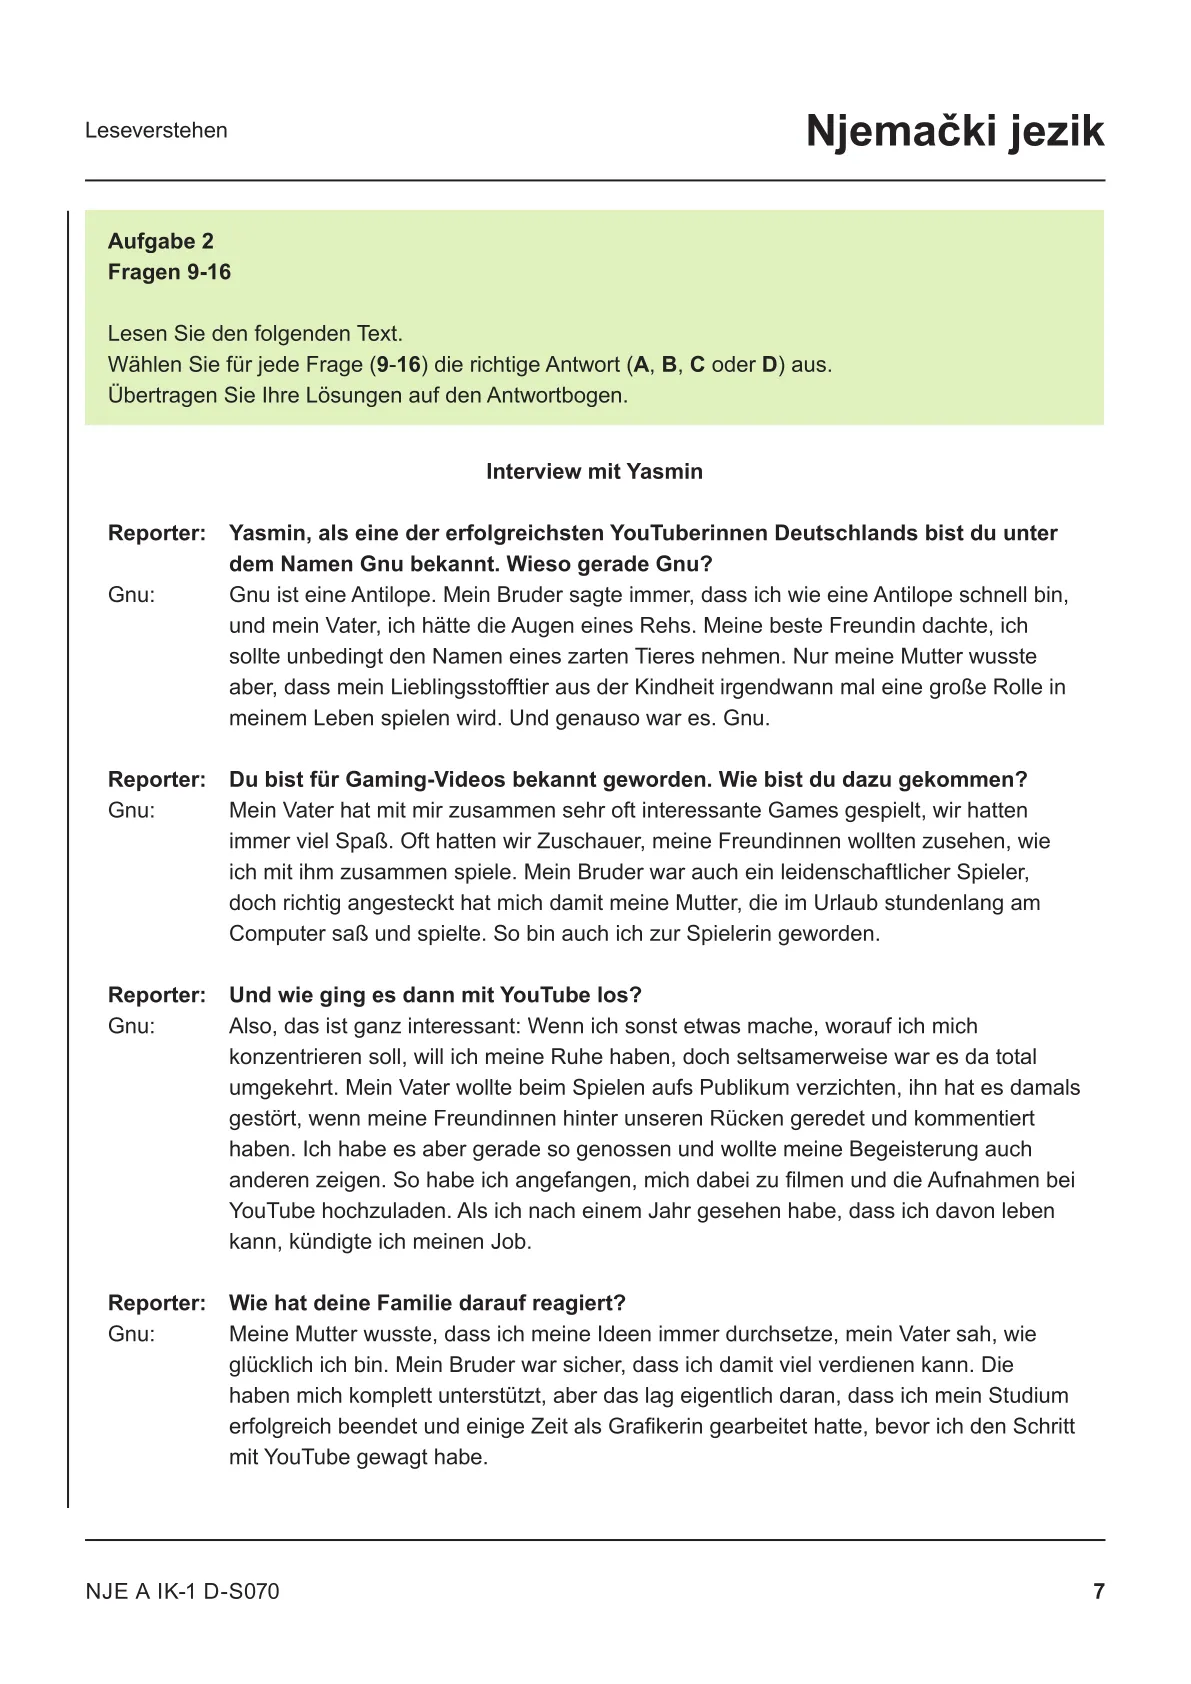 Leseverstehen
Njemački jezik
Aufgabe 2
Fragen 9-16
Lesen Sie den folgenden Text.
Wählen Sie für jede Frage (9-16) die richtige Antwort (A, B, C oder D) aus.
Übertragen Sie Ihre Lösungen auf den Antwortbogen.
Interview mit Yasmin
Reporter: Yasmin, als eine der erfolgreichsten YouTuberinnen Deutschlands bist du unter
dem Namen Gnu bekannt. Wieso gerade Gnu?
Gnu: Gnu ist eine Antilope. Mein Bruder sagte immer, dass ich wie eine Antilope schnell bin,
und mein Vater, ich hätte die Augen eines Rehs. Meine beste Freundin dachte, ich
sollte unbedingt den Namen eines zarten Tieres nehmen. Nur meine Mutter wusste
aber, dass mein Lieblingsstofftier aus der Kindheit irgendwann mal eine große Rolle in
meinem Leben spielen wird. Und genauso war es. Gnu.
Reporter: Du bist für Gaming-Videos bekannt geworden. Wie bist du dazu gekommen?
Gnu: Mein Vater hat mit mir zusammen sehr oft interessante Games gespielt, wir hatten
immer viel Spaß. Oft hatten wir Zuschauer, meine Freundinnen wollten zusehen, wie
ich mit ihm zusammen spiele. Mein Bruder war auch ein leidenschaftlicher Spieler,
doch richtig angesteckt hat mich damit meine Mutter, die im Urlaub stundenlang am
Computer saß und spielte. So bin auch ich zur Spielerin geworden.
Reporter: Und wie ging es dann mit YouTube los?
Gnu: Also, das ist ganz interessant: Wenn ich sonst etwas mache, worauf ich mich
konzentrieren soll, will ich meine Ruhe haben, doch seltsamerweise war es da total
umgekehrt. Mein Vater wollte beim Spielen aufs Publikum verzichten, ihn hat es damals
gestört, wenn meine Freundinnen hinter unseren Rücken geredet und kommentiert
haben. Ich habe es aber gerade so genossen und wollte meine Begeisterung auch
anderen zeigen. So habe ich angefangen, mich dabei zu filmen und die Aufnahmen bei
YouTube hochzuladen. Als ich nach einem Jahr gesehen habe, dass ich davon leben
kann, kündigte ich meinen Job.
Reporter: Wie hat deine Familie darauf reagiert?
Gnu: Meine Mutter wusste, dass ich meine Ideen immer durchsetze, mein Vater sah, wie
glücklich ich bin. Mein Bruder war sicher, dass ich damit viel verdienen kann. Die
haben mich komplett unterstützt, aber das lag eigentlich daran, dass ich mein Studium
erfolgreich beendet und einige Zeit als Grafikerin gearbeitet hatte, bevor ich den Schritt
mit YouTube gewagt habe.
NJE A IK-1 D-S070
7